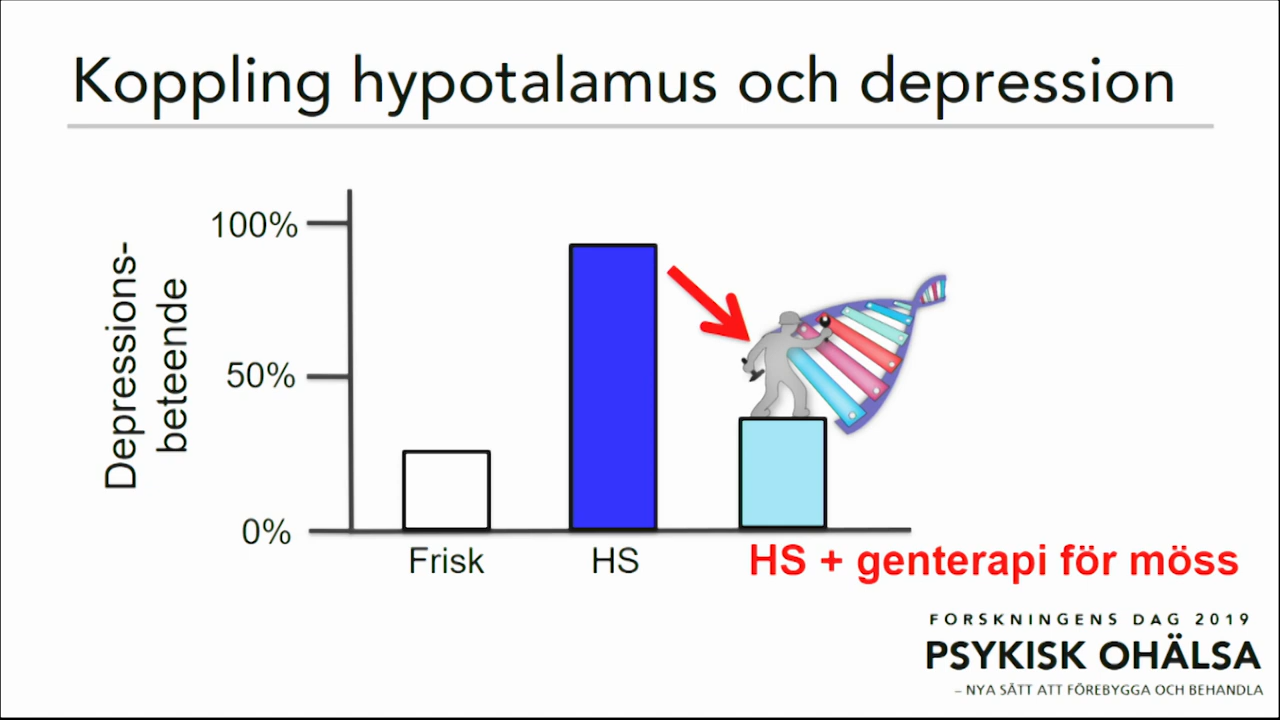 Koppling hypotalamus och depression
Depressions-
beteende
100%
50%
0%
Frisk
HS
HS + genterapi för möss
FORSKNINGENS DAG 2019
PSYKISK OHÄLSA
– NYA SÄTT ATT FÖREBYGGA OCH BEHANDLA